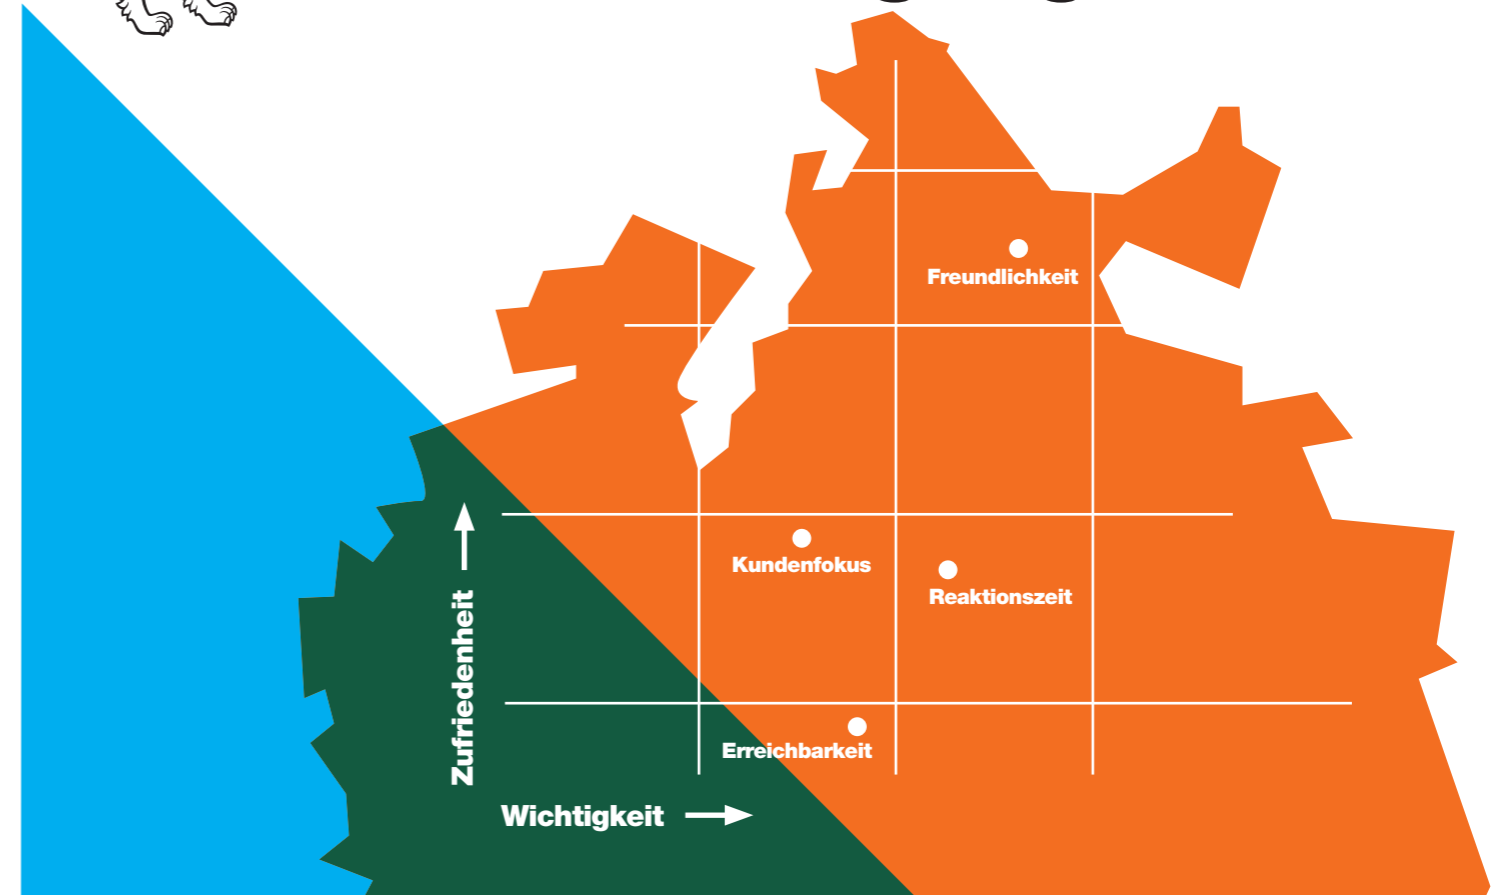 Freundlichkeit
Kundenfokus
Reaktionszeit
Zufriedenheit
Erreichbarkeit
Wichtigkeit